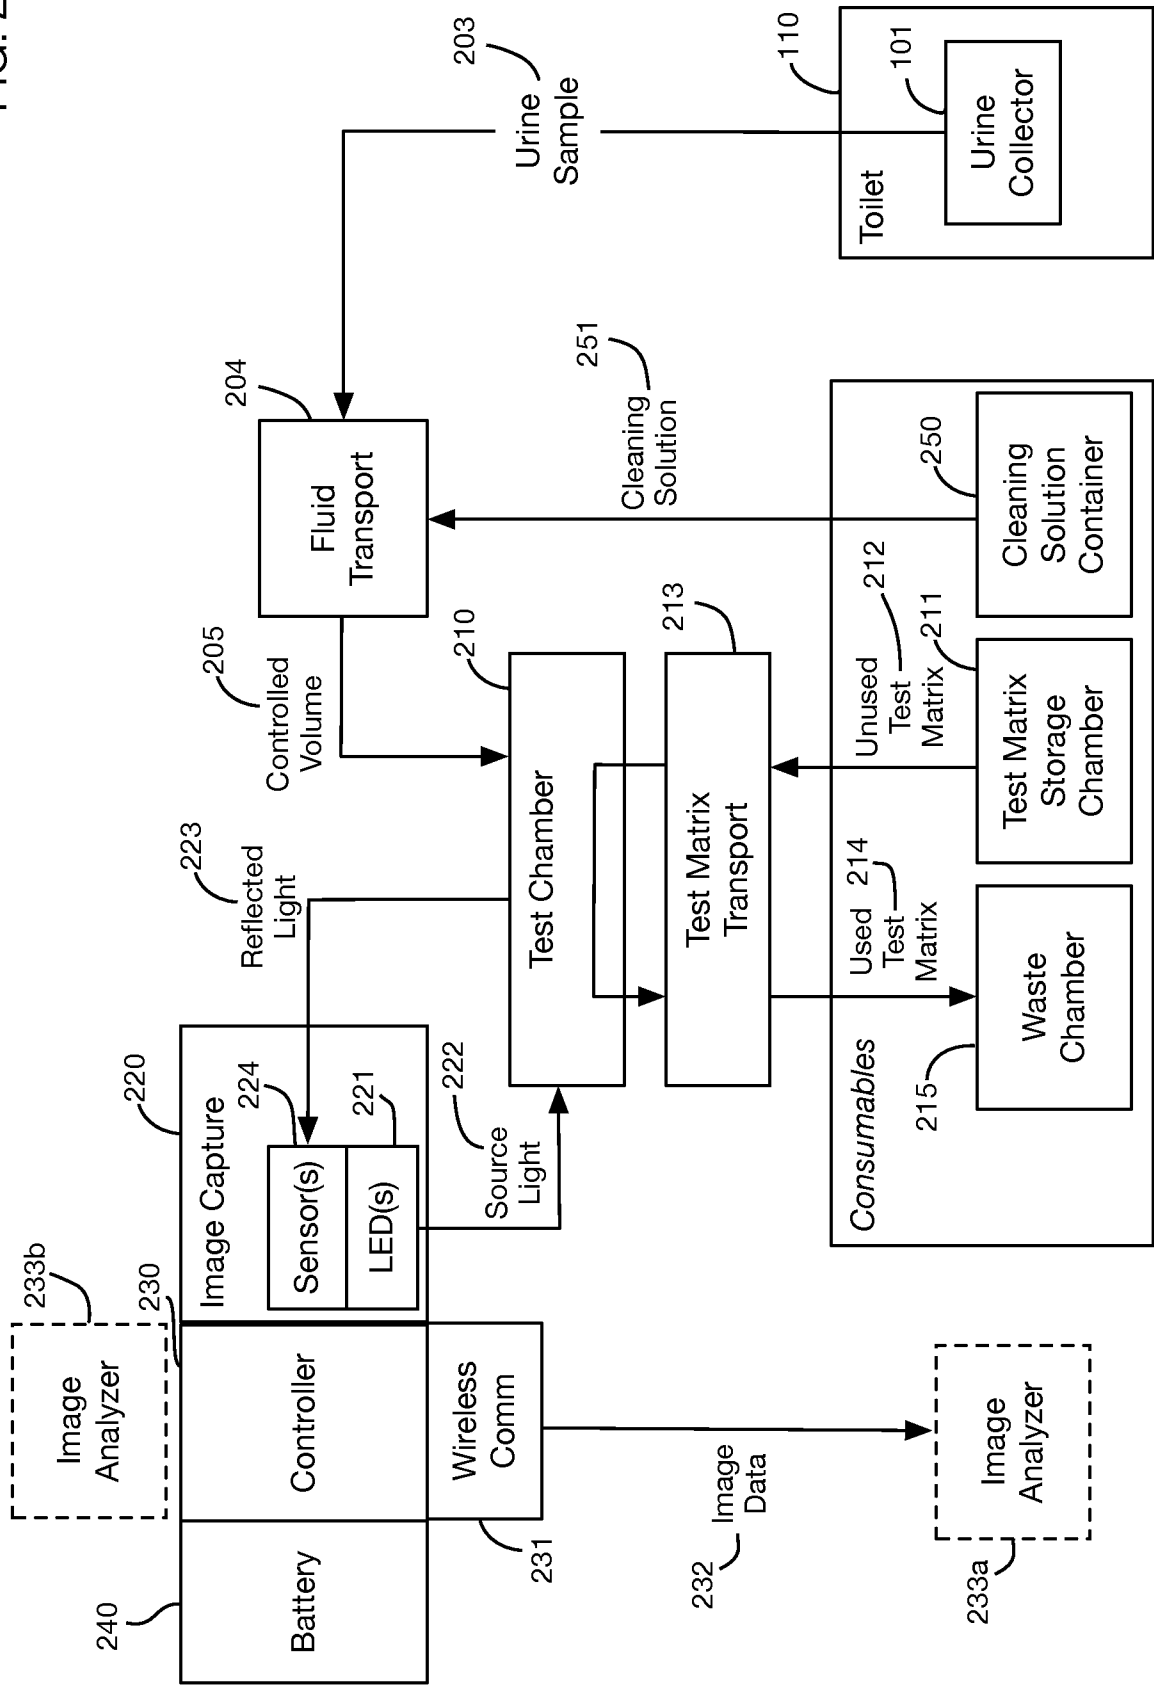 FIG. 2
Image
Analyzer
233b
240
Battery
230
Controller
220
Image Capture
224
Sensor(s)
221
LED(s)
Wireless
Comm
231
232
Image
Data
Image
Analyzer
233a
223
Reflected
Light
222
Source
Light
205
Controlled
Volume
204
Fluid
Transport
203
Urine
Sample
210
Test Chamber
213
Test Matrix
Transport
251
Cleaning
Solution
Consumables
Used
Test
Matrix
214
Unused
Test
Matrix
212
215
Waste
Chamber
211
Test Matrix
Storage
Chamber
250
Cleaning
Solution
Container
110
Toilet
101
Urine
Collector